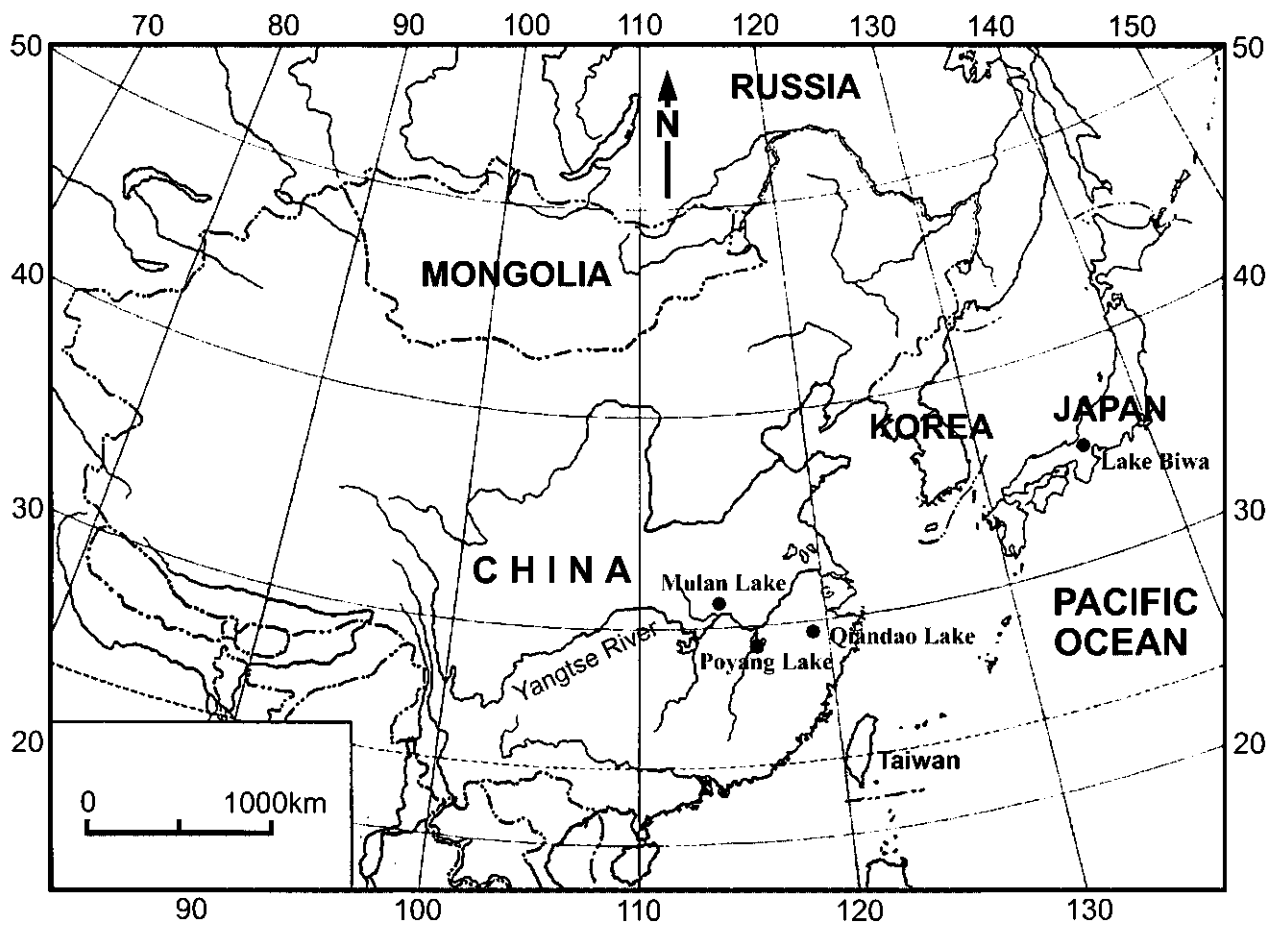 70 80 90 100 110 120 130 140 150
50 50
RUSSIA
N
MONGOLIA
40 40
JAPAN
KOREA
Lake Biwa
30 30
CHINA
Mulan Lake
PACIFIC
OCEAN
Qiandao Lake
Poyang Lake
Yangtse River
20 20
Taiwan
0 1000km
90 100 110 120 130